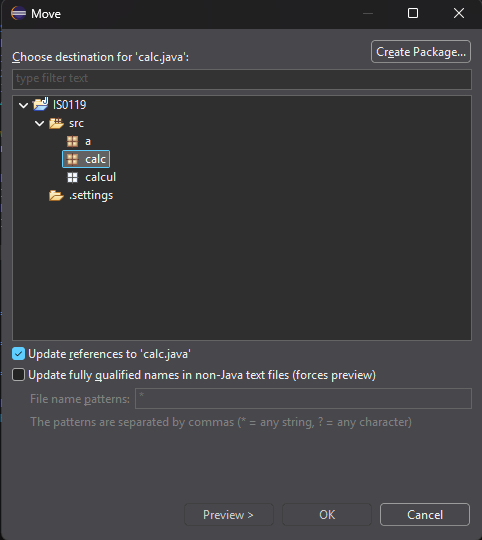 Move
Create Package...
Choose destination for 'calc.java':
type filter text
IS0119
src
a
calc
calcul
.settings
Update references to 'calc.java'
Update fully qualified names in non-Java text files (forces preview)
File name patterns: *
The patterns are separated by commas (* = any string, ? = any character)
Preview > OK Cancel